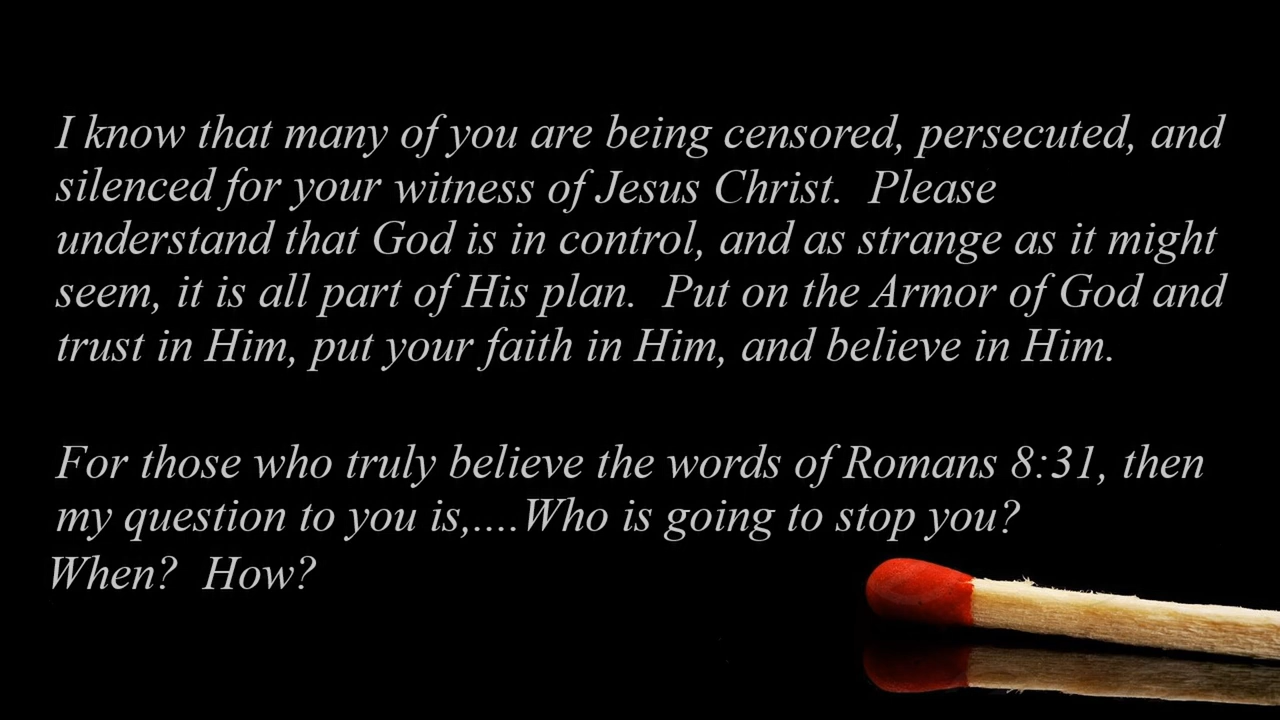 I know that many of you are being censored, persecuted, and
silenced for your witness of Jesus Christ.  Please
understand that God is in control, and as strange as it might
seem, it is all part of His plan.  Put on the Armor of God and
trust in Him, put your faith in Him, and believe in Him.
For those who truly believe the words of Romans 8:31, then
my question to you is,....Who is going to stop you?
When?  How?